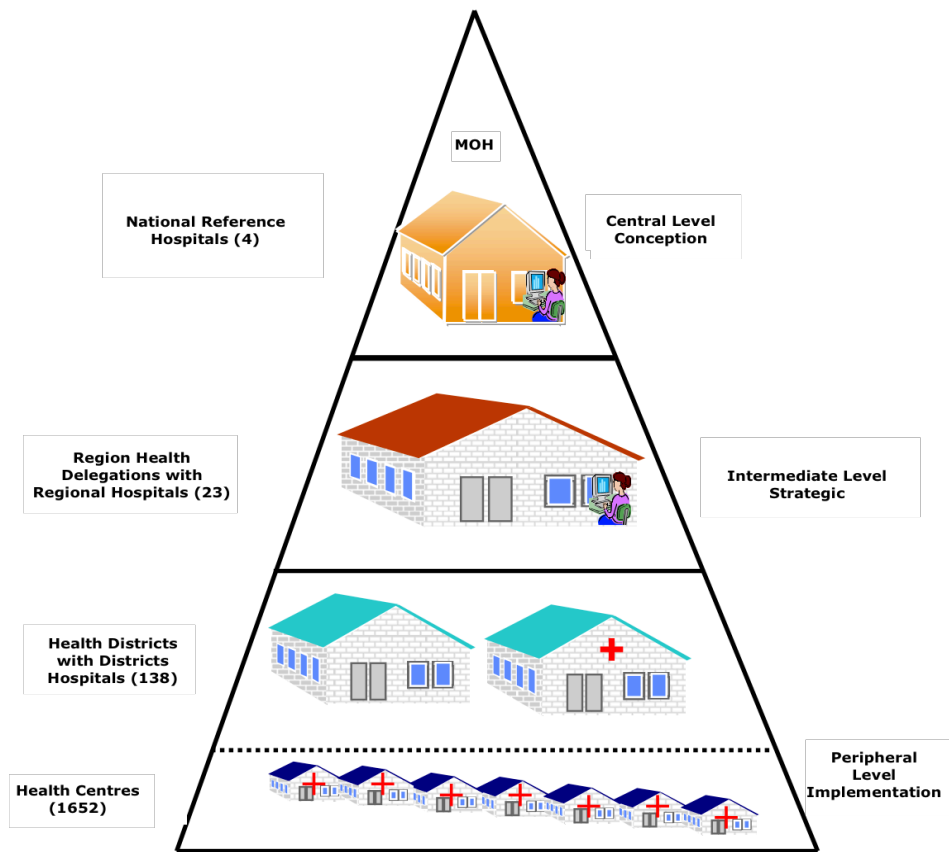 MOH
National Reference
Hospitals (4)
Central Level
Conception
Region Health
Delegations with
Regional Hospitals (23)
Intermediate Level
Strategic
Health Districts
with Districts
Hospitals (138)
Health Centres
(1652)
Peripheral
Level
Implementation